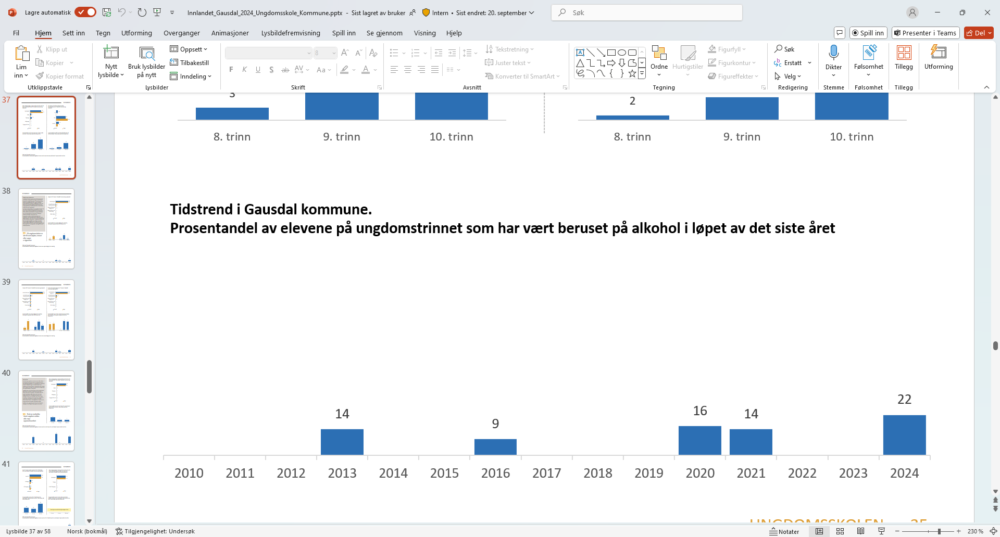 Lagre automatisk
Innlandet_Gausdal_2024_Ungdomsskole_Kommune.pptx - Sist lagret av bruker
Intern • Sist endret: 20. september
Søk
Fil Hjem Sett inn Tegn Utforming Overganger Animasjoner Lysbildefremvisning Spill inn Se gjennom Visning Hjelp
Spill inn
Presenter i Teams
Del
Lim inn
Klipp ut
Kopier
Kopier format
Utklippstavle
Nytt lysbilde
Bruk lysbilder på nytt
Oppsett
Tilbakestill
Inndeling
Lysbilder
8
F K U S ab AV Aa A
Skrift
Tekstretning
Juster tekst
Konverter til SmartArt
Avsnitt
Ordne
Hurtigstiler
Figurfyll
Figurkontur
Figureffekter
Tegning
Søk
Erstatt
Velg
Redigering
Dikter
Stemme
Følsomhet
Følsomhet
Tillegg
Tillegg
Utforming
37
38
39
40
41
3
8. trinn 9. trinn 10. trinn
2
8. trinn 9. trinn 10. trinn
Tidstrend i Gausdal kommune.
Prosentandel av elevene på ungdomstrinnet som har vært beruset på alkohol i løpet av det siste året
14 9 16 14 22
2010 2011 2012 2013 2014 2015 2016 2017 2018 2019 2020 2021 2022 2023 2024
UNGDOMSSKOLEN 35
Lysbilde 37 av 58
Norsk (bokmål)
Tilgjengelighet: Undersøk
Notater
230 %